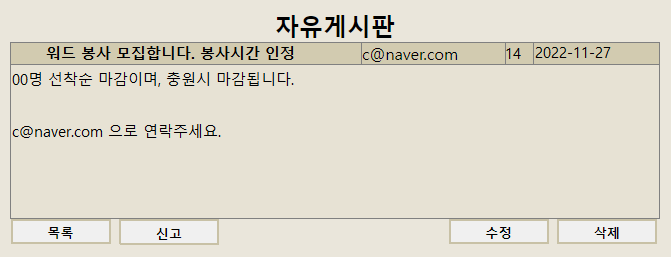 자유게시판
워드 봉사 모집합니다. 봉사시간 인정 c@naver.com 14 2022-11-27
00명 선착순 마감이며, 충원시 마감됩니다.
c@naver.com 으로 연락주세요.
목록 신고 수정 삭제